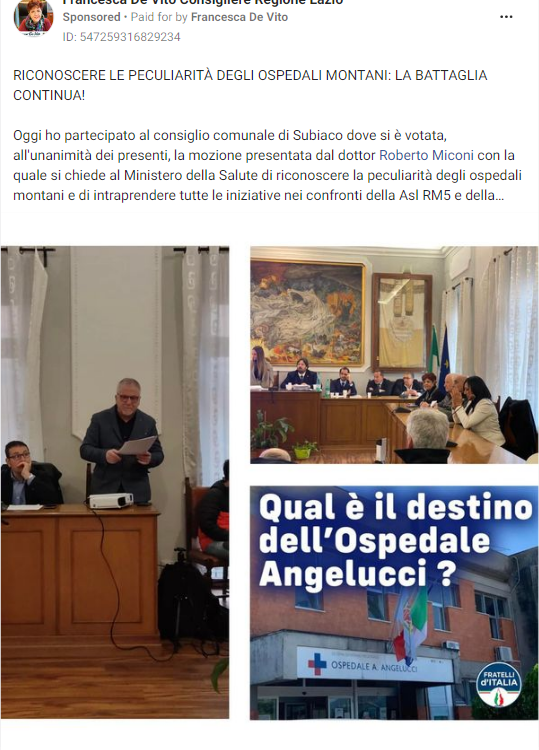 Francesca De Vito Consigliere Regione Lazio
Sponsored • Paid for by Francesca De Vito
ID: 547259316829234
RICONOSCERE LE PECULIARITÀ DEGLI OSPEDALI MONTANI: LA BATTAGLIA
CONTINUA!
Oggi ho partecipato al consiglio comunale di Subiaco dove si è votata,
all'unanimità dei presenti, la mozione presentata dal dottor Roberto Miconi con la
quale si chiede al Ministero della Salute di riconoscere la peculiarità degli ospedali
montani e di intraprendere tutte le iniziative nei confronti della Asl RM5 e della...
Qual è il destino
dell'Ospedale
Angelucci ?
OSPEDALE A. ANGELUCCI
FRATELLI
d'ITALIA